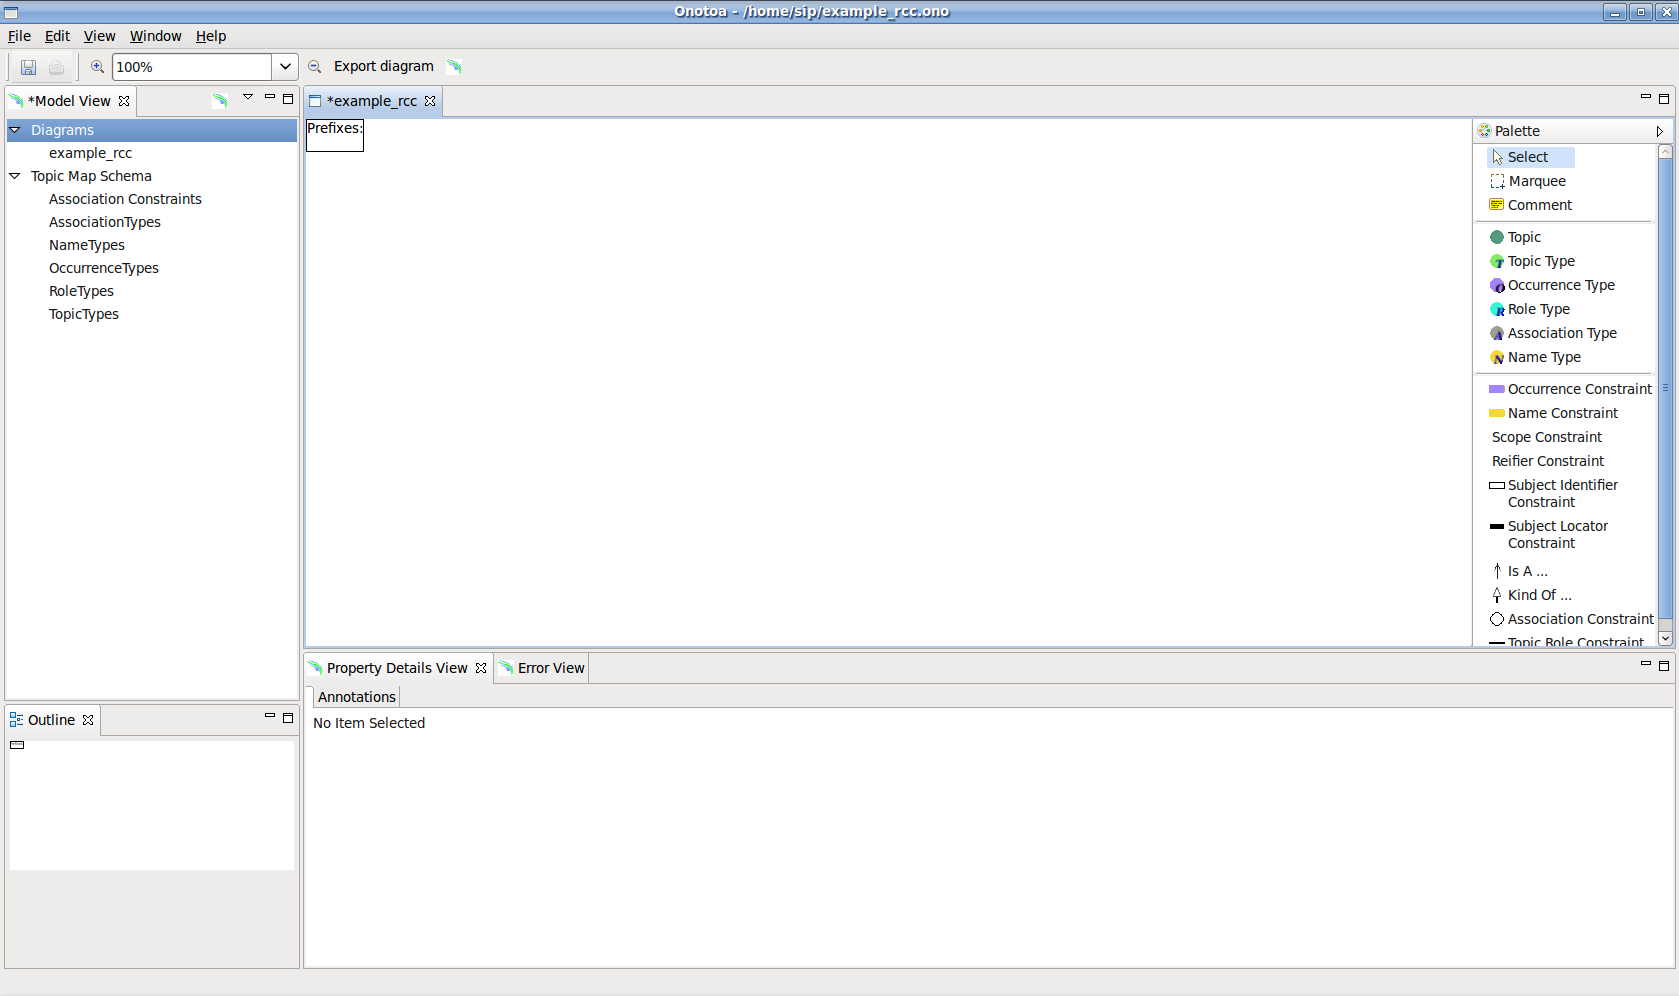 Onotoa - /home/sip/example_rcc.ono
File Edit View Window Help
100% Export diagram
*Model View
Diagrams
example_rcc
Topic Map Schema
Association Constraints
AssociationTypes
NameTypes
OccurrenceTypes
RoleTypes
TopicTypes
Outline
*example_rcc
Prefixes:
Palette
Select
Marquee
Comment
Topic
Topic Type
Occurrence Type
Role Type
Association Type
Name Type
Occurrence Constraint
Name Constraint
Scope Constraint
Reifier Constraint
Subject Identifier
Constraint
Subject Locator
Constraint
Is A ...
Kind Of ...
Association Constraint
Topic Role Constraint
Property Details View Error View
Annotations
No Item Selected